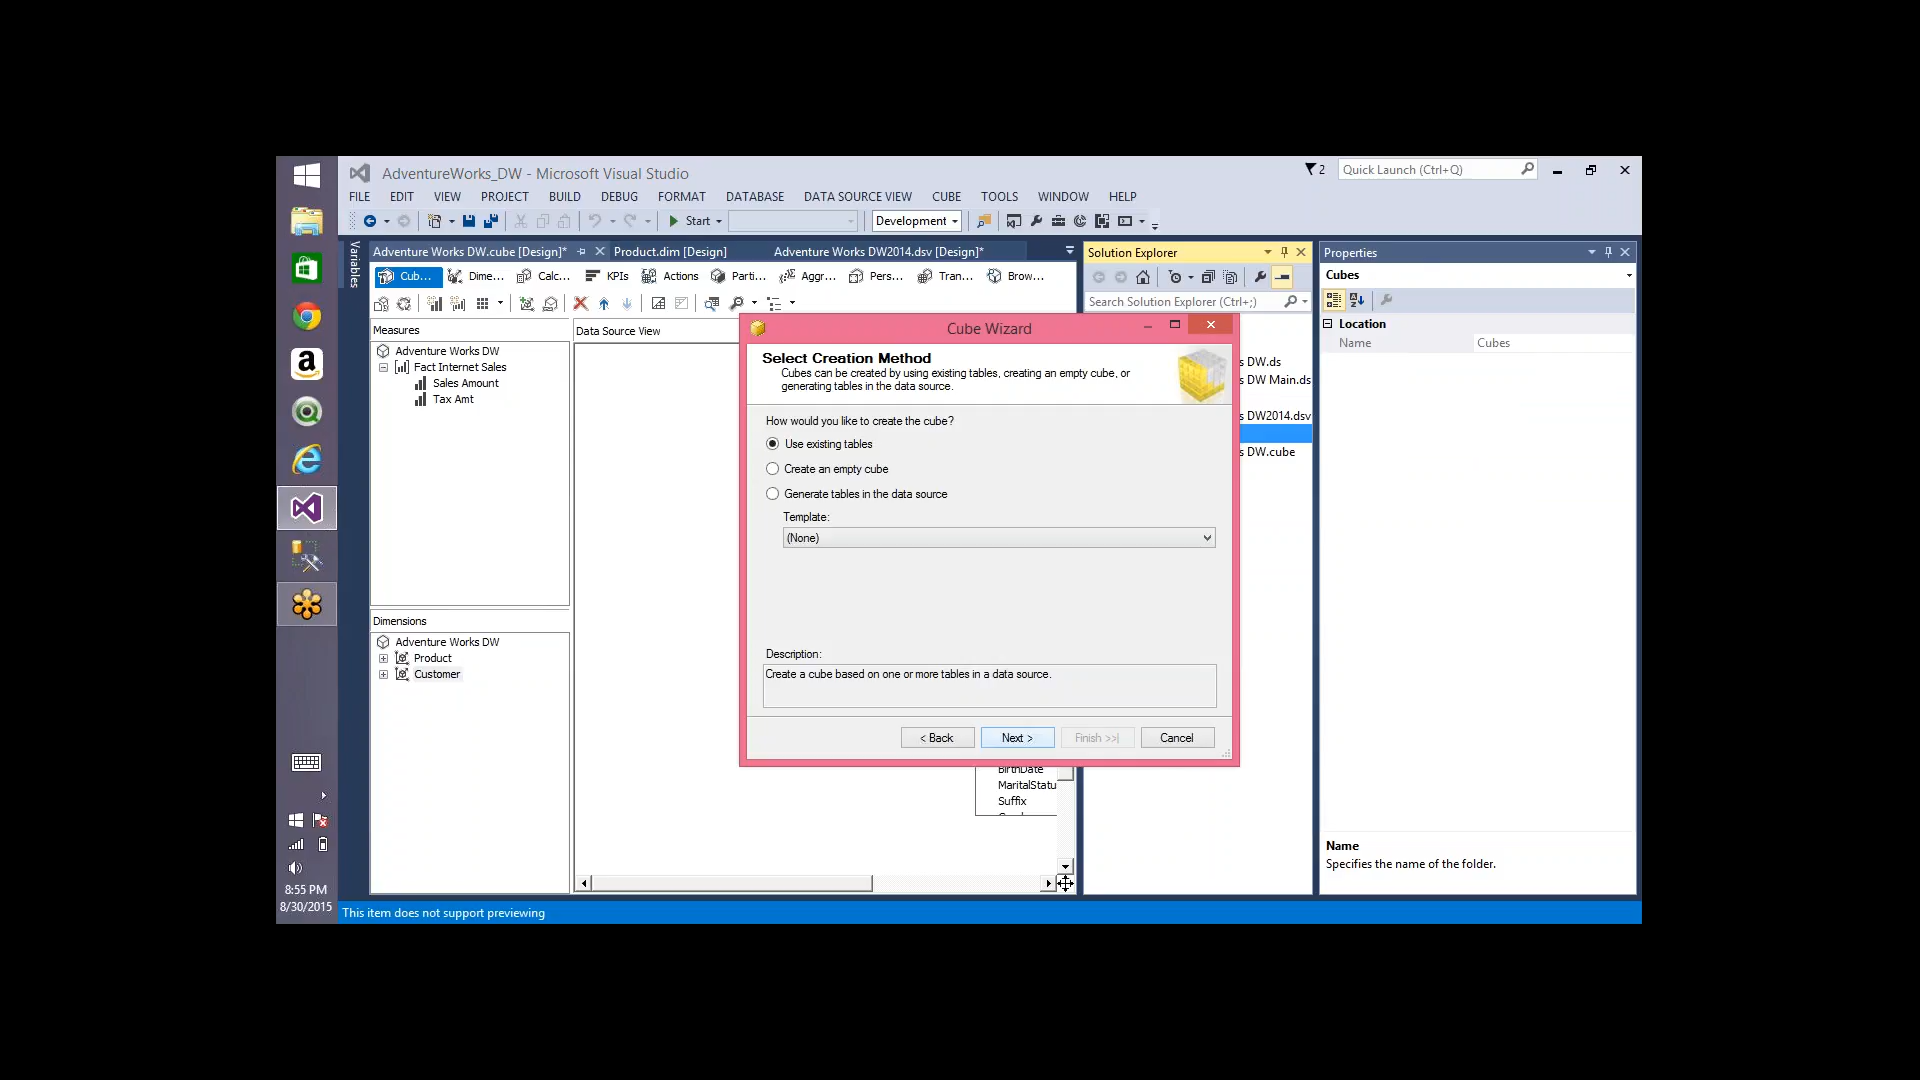 AdventureWorks_DW - Microsoft Visual Studio
2
Quick Launch (Ctrl+Q)
FILE EDIT VIEW PROJECT BUILD DEBUG FORMAT DATABASE DATA SOURCE VIEW CUBE TOOLS WINDOW HELP
Start
Development
Variables
Adventure Works DW.cube [Design]*
Product.dim [Design]
Adventure Works DW2014.dsv [Design]*
Cub... Dime... Calc... KPIs Actions Parti... Aggr... Pers... Tran... Brow...
Measures
Adventure Works DW
Fact Internet Sales
Sales Amount
Tax Amt
Dimensions
Adventure Works DW
Product
Customer
Data Source View
BirthDate
MaritalStatu
Suffix
Cube Wizard
Select Creation Method
Cubes can be created by using existing tables, creating an empty cube, or
generating tables in the data source.
How would you like to create the cube?
Use existing tables
Create an empty cube
Generate tables in the data source
Template:
(None)
Description:
Create a cube based on one or more tables in a data source.
< Back
Next >
Finish >>|
Cancel
Solution Explorer
Search Solution Explorer (Ctrl+;)
s DW.ds
s DW Main.ds
s DW2014.dsv
s DW.cube
Properties
Cubes
Location
Name Cubes
Name
Specifies the name of the folder.
8:55 PM
8/30/2015
This item does not support previewing